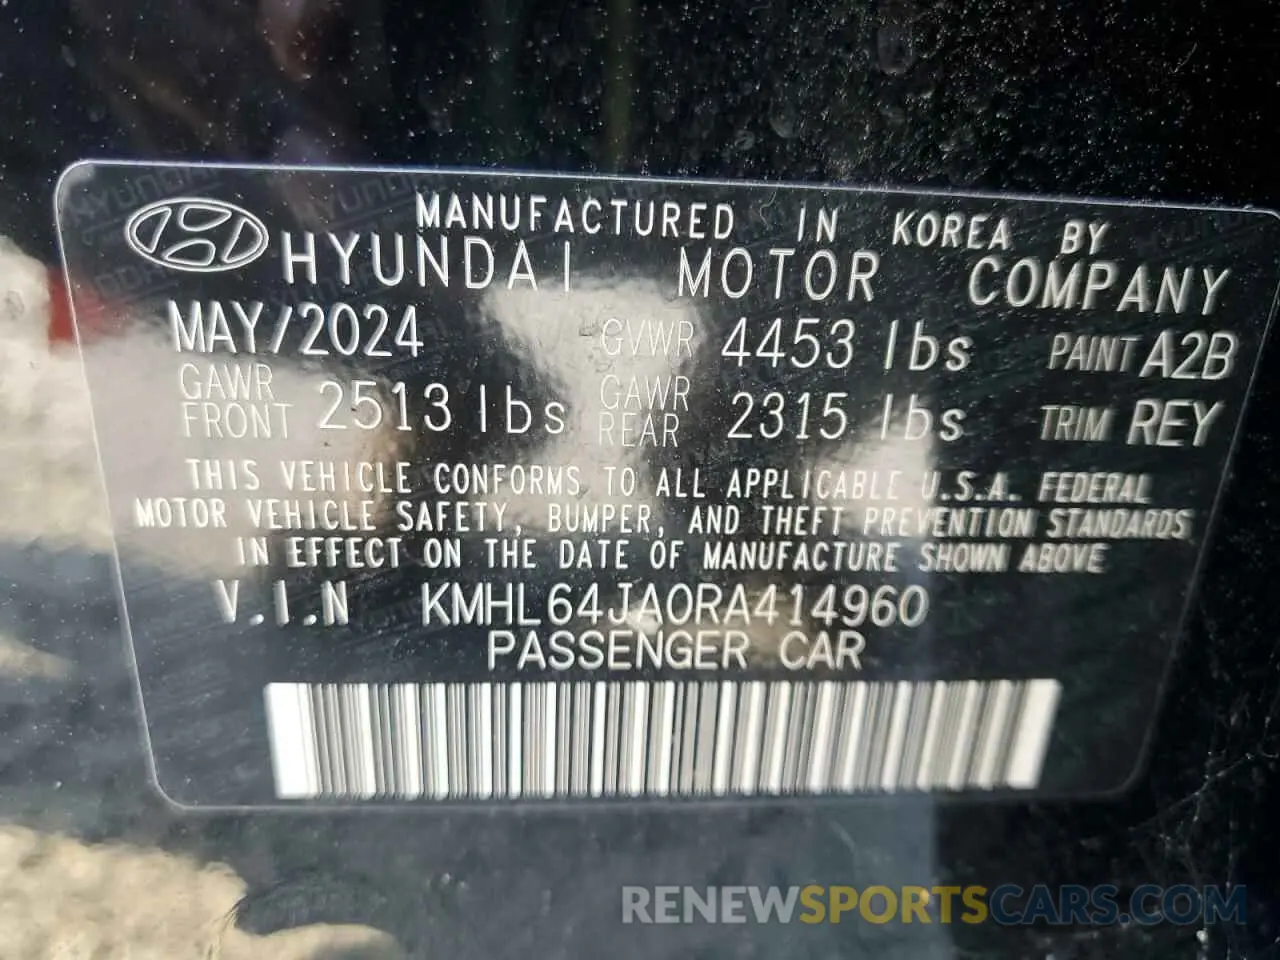 MANUFACTURED IN KOREA BY
HYUNDAI MOTOR COMPANY
MAY/2024 GVWR 4453 lbs PAINT A2B
GAWR FRONT 2513 lbs GAWR REAR 2315 lbs TRIM REY
THIS VEHICLE CONFORMS TO ALL APPLICABLE U.S.A. FEDERAL
MOTOR VEHICLE SAFETY, BUMPER, AND THEFT PREVENTION STANDARDS
IN EFFECT ON THE DATE OF MANUFACTURE SHOWN ABOVE
V.I.N KMHL64JA0RA414960
PASSENGER CAR
RENEWSPORTSCARS.COM